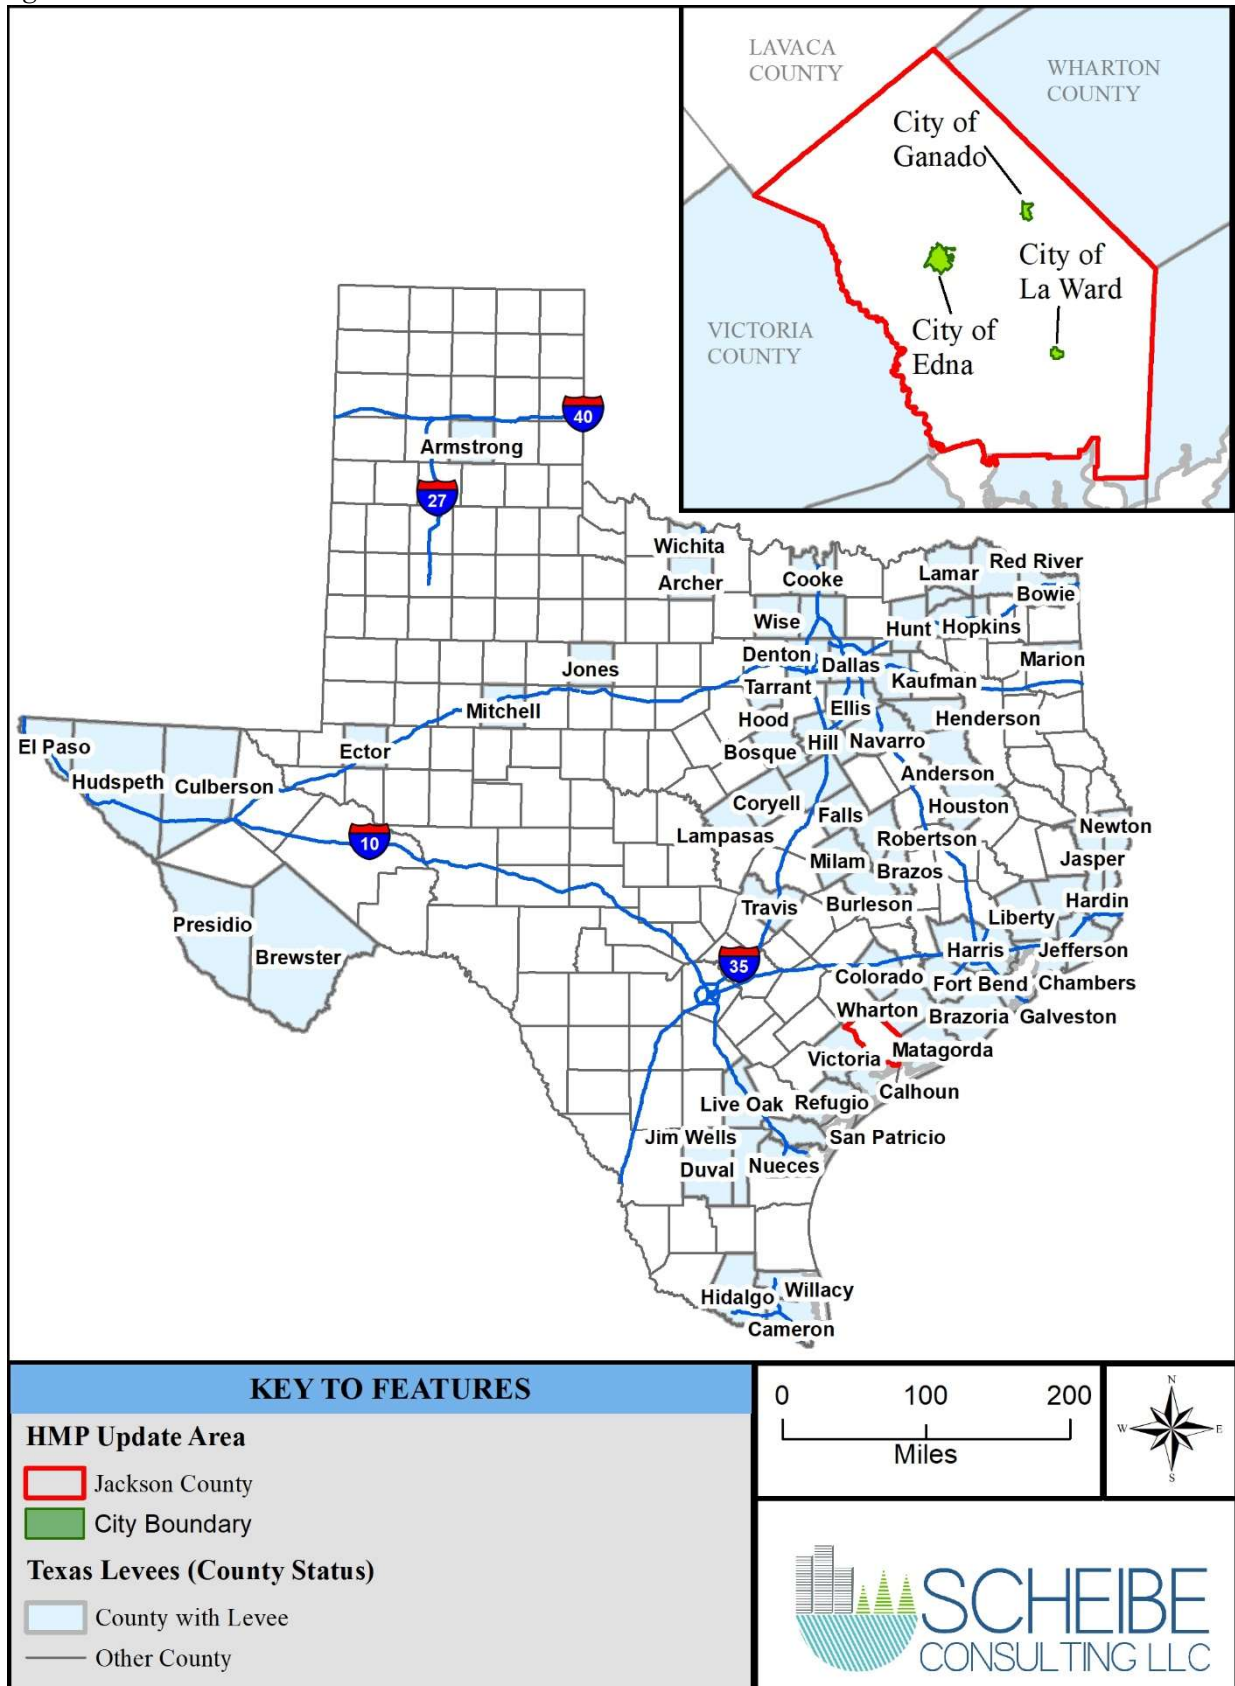 LAVACA
COUNTY
WHARTON
COUNTY
City of
Ganado
City of
La Ward
VICTORIA
COUNTY
City of
Edna
40
Armstrong
27
Wichita
Archer
Cooke
Lamar
Red River
Bowie
Wise
Hunt
Hopkins
Denton
Dallas
Marion
Jones
Tarrant
Kaufman
Mitchell
Ellis
Hood
Henderson
El Paso
Ector
Bosque
Hill
Navarro
Hudspeth
Culberson
Anderson
Coryell
Falls
Houston
Lampasas
Newton
10
Robertson
Milam
Brazos
Jasper
Presidio
Travis
Burleson
Liberty
Hardin
Brewster
35
Harris
Jefferson
Colorado
Fort Bend
Chambers
Wharton
Brazoria
Galveston
Victoria
Matagorda
Live Oak
Refugio
Calhoun
Jim Wells
San Patricio
Duval
Nueces
Hidalgo
Willacy
Cameron
KEY TO FEATURES
HMP Update Area
Jackson County
City Boundary
Texas Levees (County Status)
County with Levee
Other County
0 100 200
Miles
N
W E
S
SCHEIBE
CONSULTING LLC